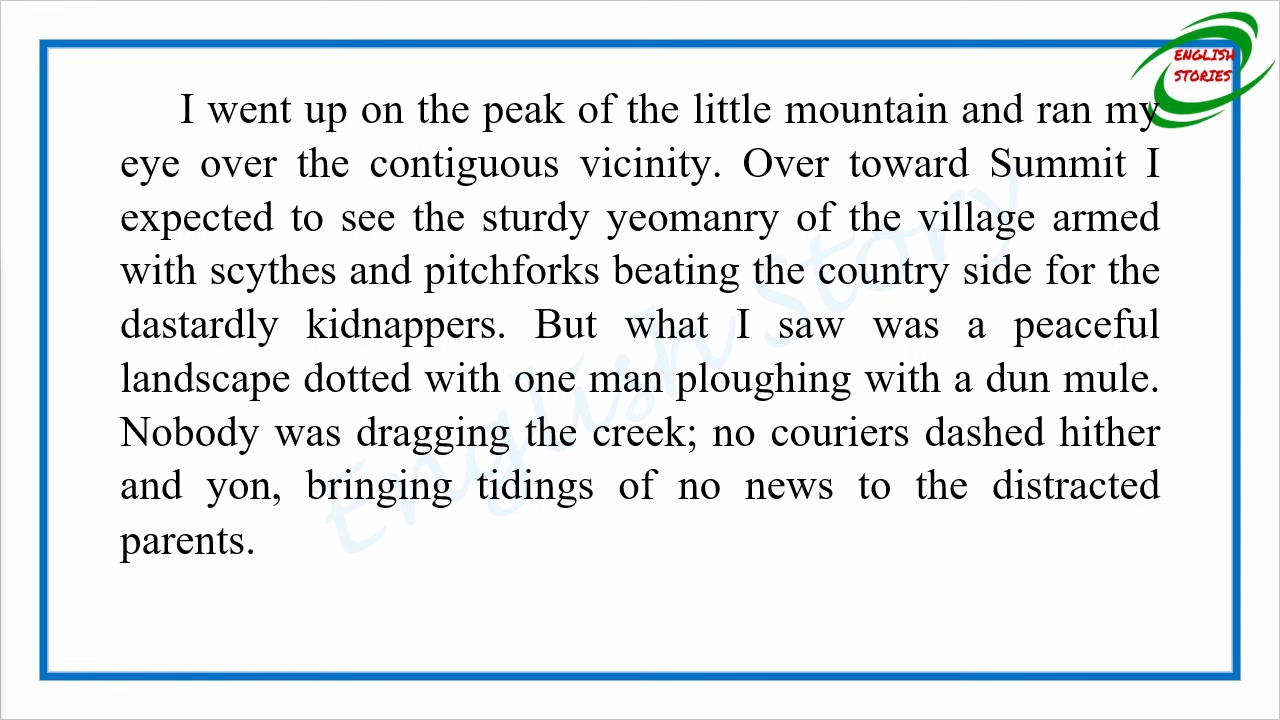 ENGLISH
STORIES
I went up on the peak of the little mountain and ran my
eye over the contiguous vicinity. Over toward Summit I
expected to see the sturdy yeomanry of the village armed
with scythes and pitchforks beating the country side for the
dastardly kidnappers. But what I saw was a peaceful
landscape dotted with one man ploughing with a dun mule.
Nobody was dragging the creek; no couriers dashed hither
and yon, bringing tidings of no news to the distracted
parents.
English Story